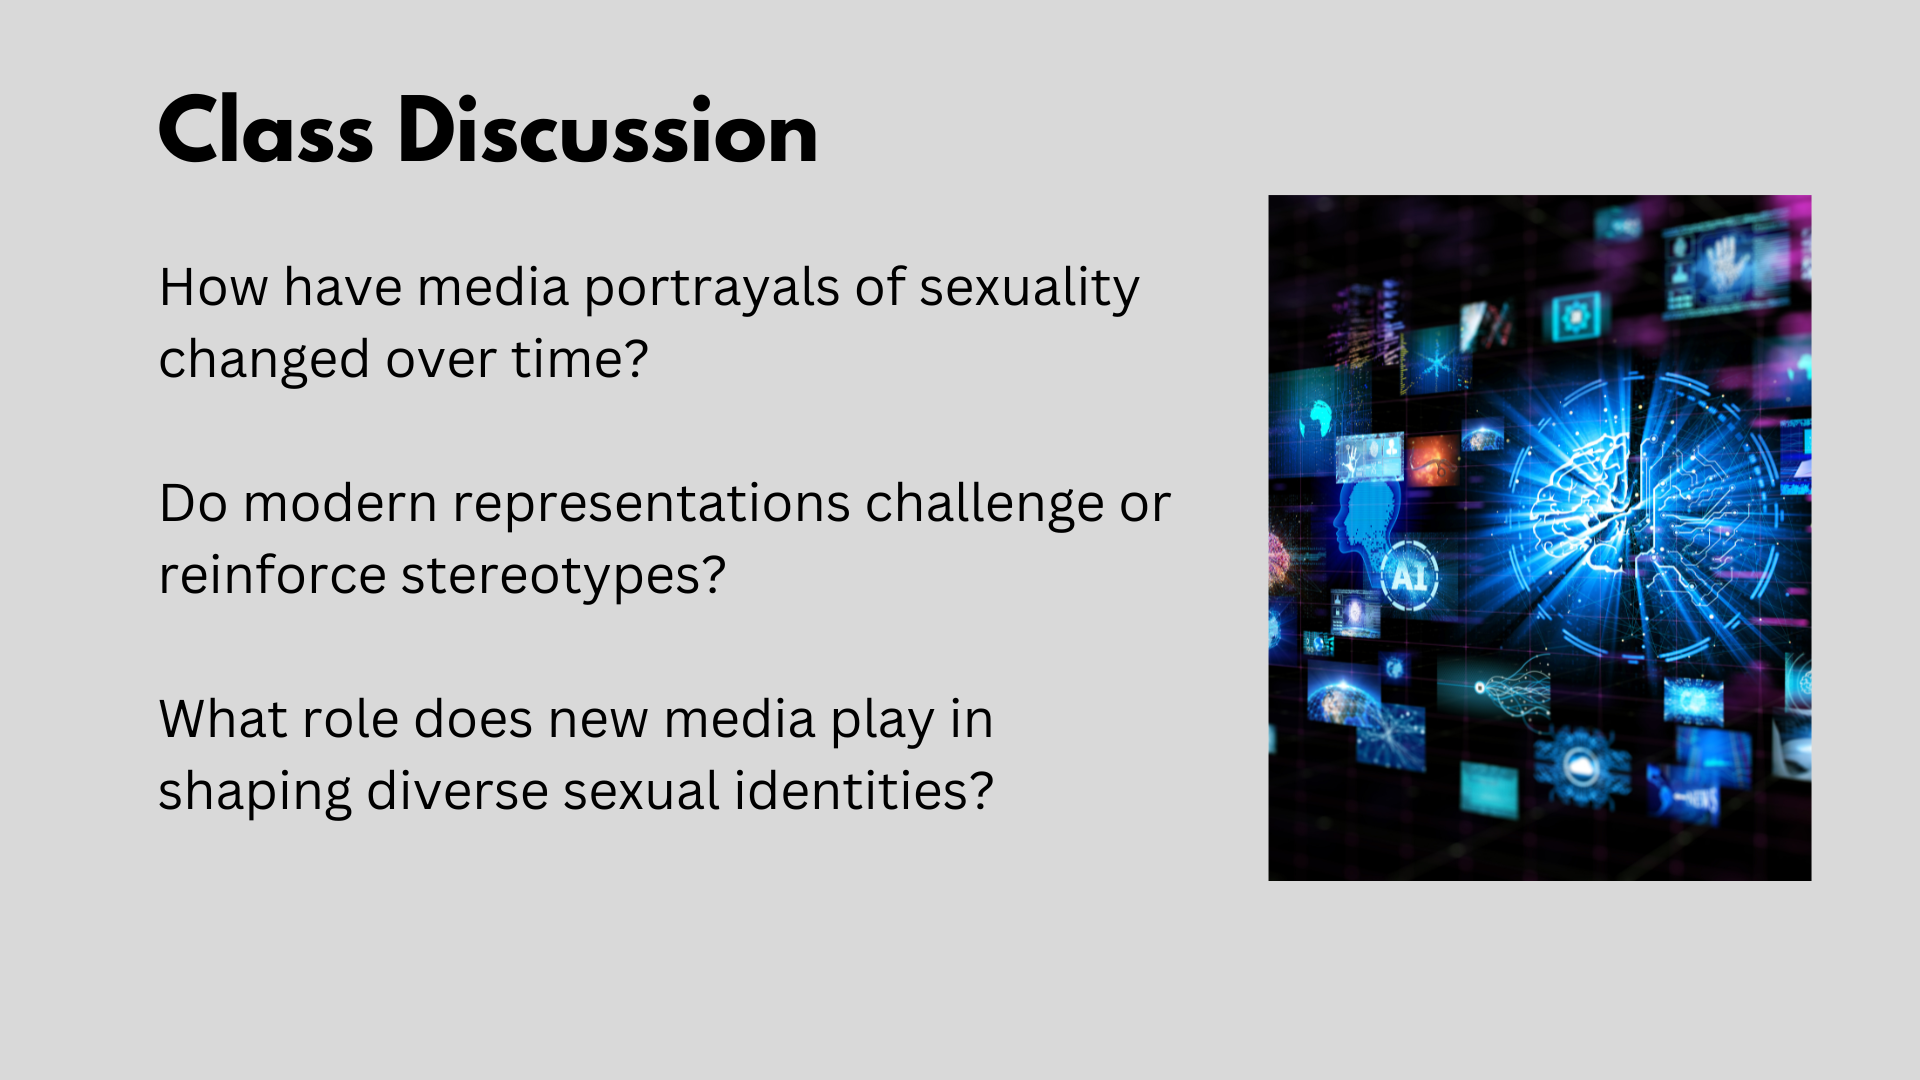 Class Discussion
How have media portrayals of sexuality
changed over time?
Do modern representations challenge or
reinforce stereotypes?
What role does new media play in
shaping diverse sexual identities?
AI